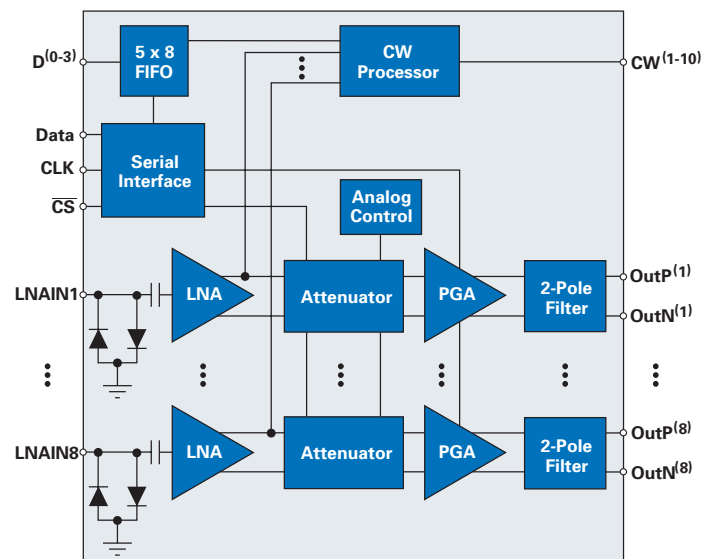 D(0-3)
5 x 8
FIFO
CW
Processor
CW(1-10)
Data
CLK
CS
Serial
Interface
Analog
Control
LNAIN1
LNA
Attenuator
PGA
2-Pole
Filter
OutP(1)
OutN(1)
LNAIN8
LNA
Attenuator
PGA
2-Pole
Filter
OutP(8)
OutN(8)